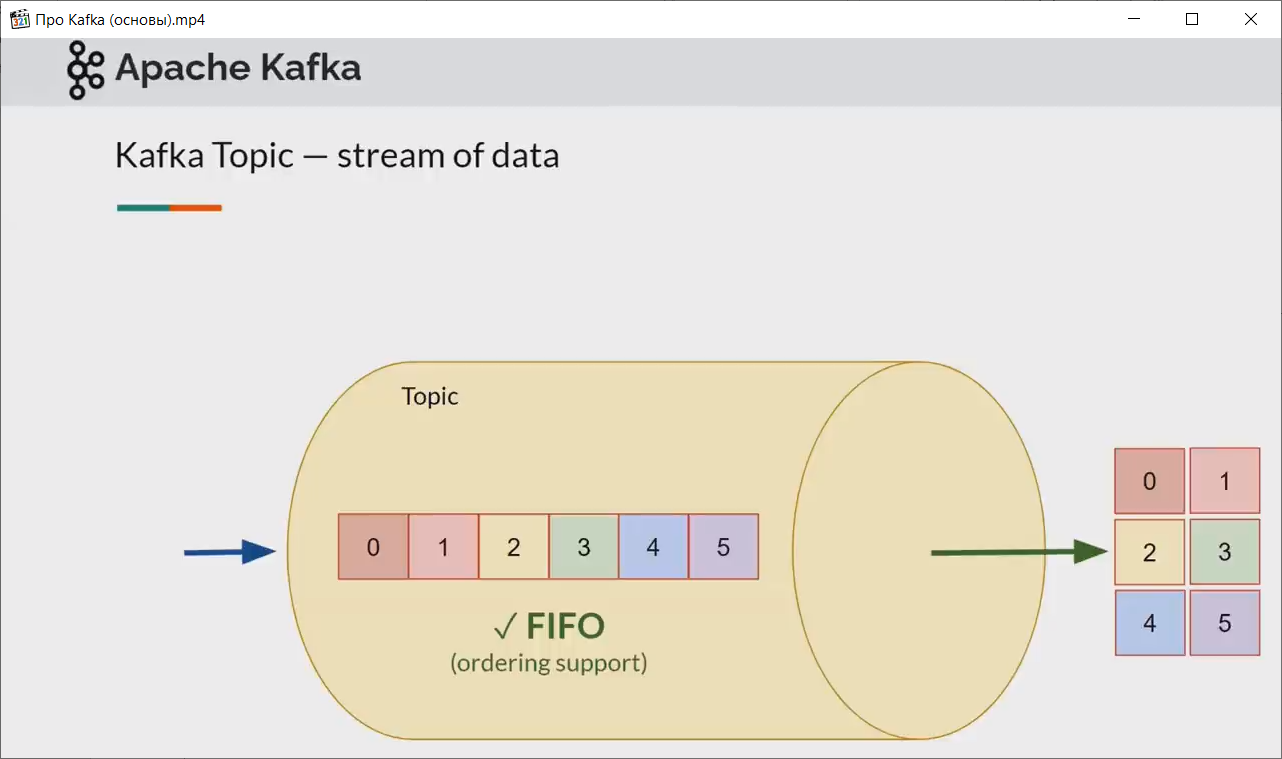 Про Kafka (основы).mp4
Apache Kafka
Kafka Topic — stream of data
Topic
0 1 2 3 4 5
✓ FIFO
(ordering support)
0 1
2 3
4 5